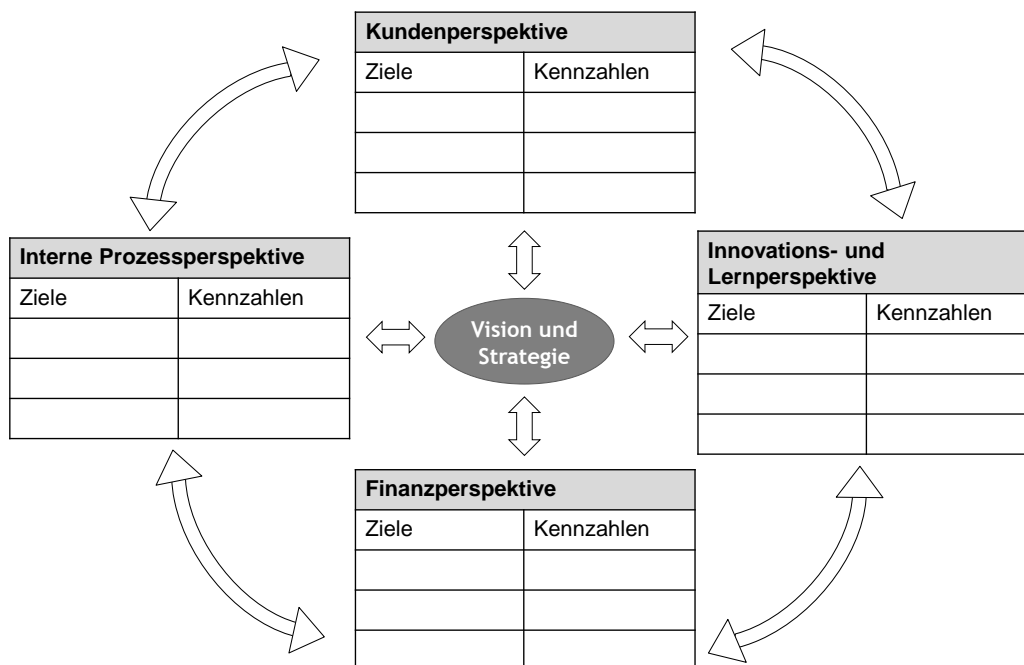 Kundenperspektive
Ziele Kennzahlen
Interne Prozessperspektive
Ziele Kennzahlen
Vision und
Strategie
Innovations- und
Lernperspektive
Ziele Kennzahlen
Finanzperspektive
Ziele Kennzahlen